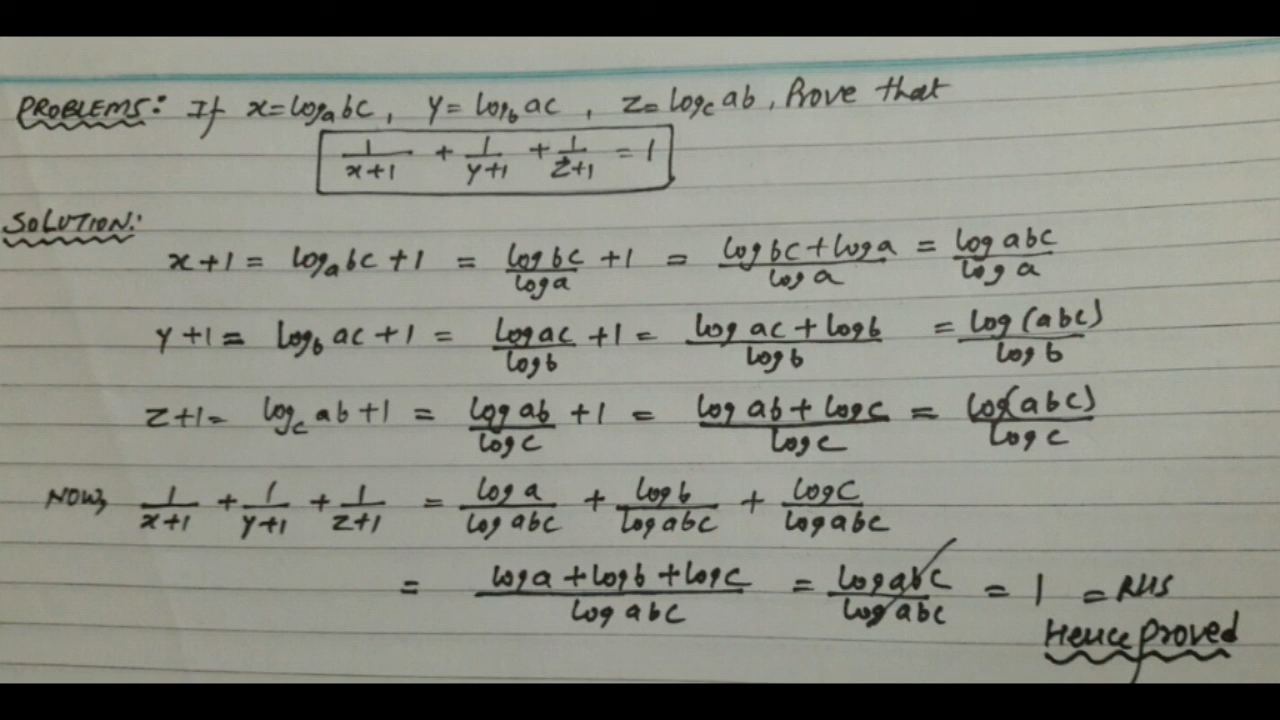 PROBLEMS: If x=logₐbc, y=log_b ac, z=log_c ab, Prove that
1/(x+1) + 1/(y+1) + 1/(z+1) = 1
SOLUTION:
x+1 = logₐbc+1 = log bc/log a +1 = (log bc+log a)/log a = log abc/log a
y+1 = log_b ac+1 = log ac/log b +1 = (log ac+log b)/log b = log(abc)/log b
z+1 = log_c ab+1 = log ab/log c +1 = (log ab+log c)/log c = log(abc)/log c
Now, 1/(x+1) + 1/(y+1) + 1/(z+1) = log a/log abc + log b/log abc + log c/log abc
= (log a+log b+log c)/log abc = log abc/log abc = 1 = RHS
Hence proved